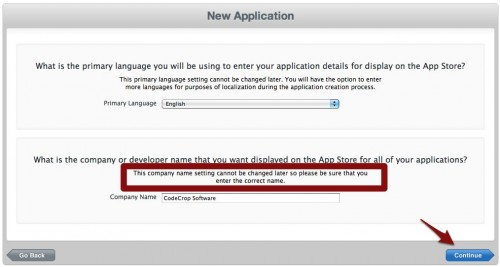 New Application
What is the primary language you will be using to enter your application details for display on the App Store?
This primary language setting cannot be changed later. You will have the option to enter
more languages for purposes of localization during the application creation process.
Primary Language
English
What is the company or developer name that you want displayed on the App Store for all of your applications?
This company name setting cannot be changed later so please be sure that you
enter the correct name.
Company Name
CodeCrop Software
Go Back
Continue